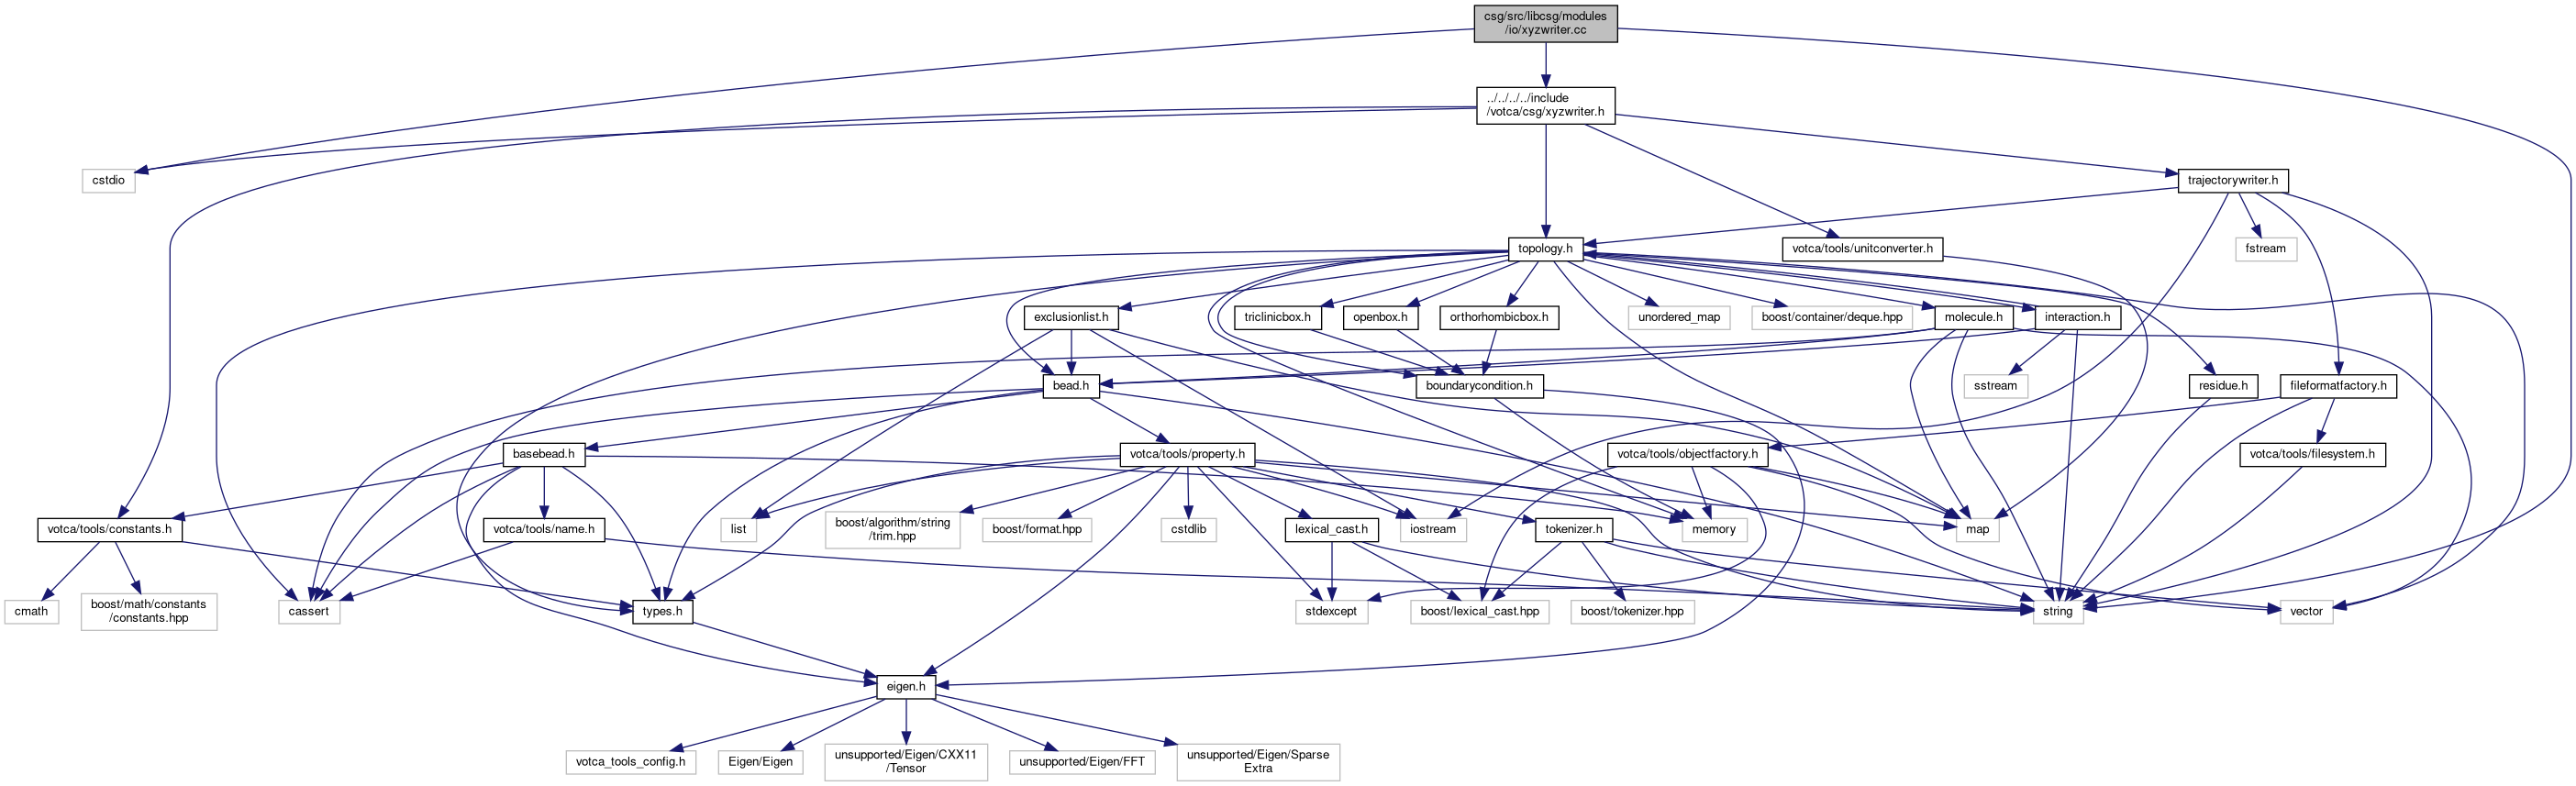 csg/src/libcsg/modules
/io/xyzwriter.cc
../../../../include
/votca/csg/xyzwriter.h
cstdio
trajectorywriter.h
topology.h
votca/tools/unitconverter.h
fstream
exclusionlist.h
triclinicbox.h
openbox.h
orthorhombicbox.h
unordered_map
boost/container/deque.hpp
molecule.h
interaction.h
bead.h
boundarycondition.h
sstream
residue.h
fileformatfactory.h
basebead.h
votca/tools/property.h
votca/tools/objectfactory.h
votca/tools/filesystem.h
votca/tools/constants.h
votca/tools/name.h
list
boost/algorithm/string
/trim.hpp
boost/format.hpp
cstdlib
lexical_cast.h
iostream
tokenizer.h
memory
map
cmath
boost/math/constants
/constants.hpp
cassert
types.h
stdexcept
boost/lexical_cast.hpp
boost/tokenizer.hpp
string
vector
eigen.h
votca_tools_config.h
Eigen/Eigen
unsupported/Eigen/CXX11
/Tensor
unsupported/Eigen/FFT
unsupported/Eigen/Sparse
Extra